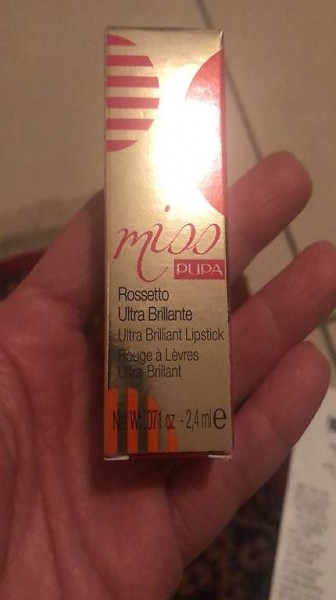 miss
PUPA
Rossetto
Ultra Brillante
Ultra Brilliant Lipstick
Rouge à Lèvres
Ultra-Brillant
Net Wt. .071 oz - 2,4 ml e